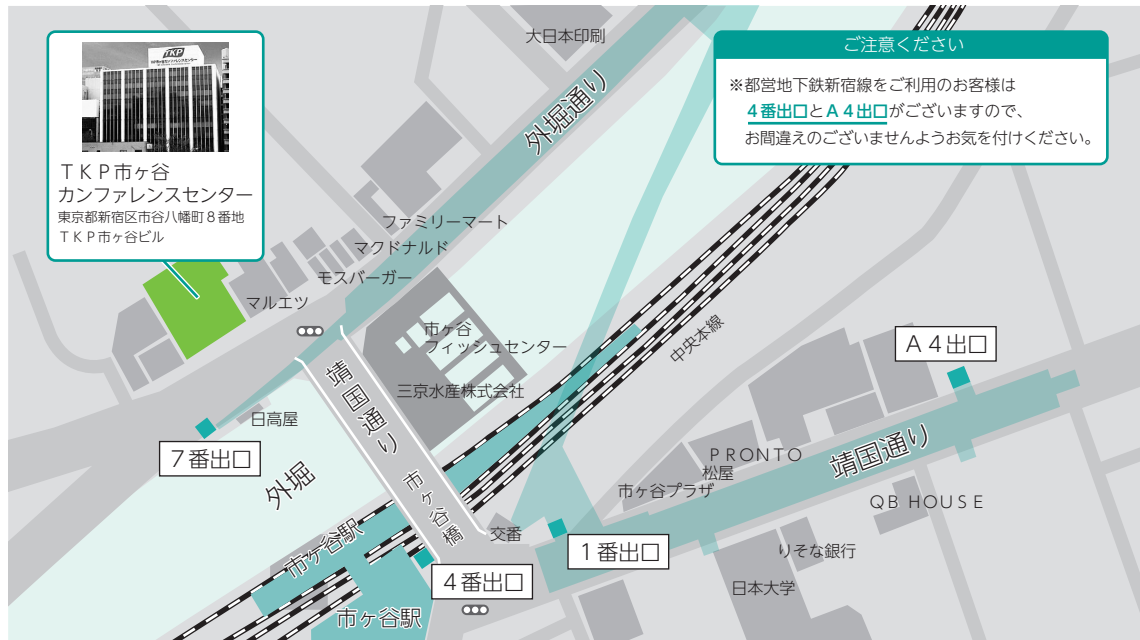 TKP
TKP市ヶ谷
カンファレンスセンター
東京都新宿区市谷八幡町8番地
TKP市ヶ谷ビル
大日本印刷
外堀通り
ご注意ください
※都営地下鉄新宿線をご利用のお客様は
4番出口とA4出口がございますので、
お間違えのございませんようお気を付けください。
ファミリーマート
マクドナルド
モスバーガー
マルエツ
市ヶ谷
フィッシュセンター
三京水産株式会社
中央本線
A4出口
靖国通り
日高屋
7番出口
外堀
市ヶ谷橋
PRONTO
松屋
市ヶ谷プラザ
靖国通り
QB HOUSE
交番
1番出口
りそな銀行
日本大学
市ヶ谷駅
4番出口
市ヶ谷駅